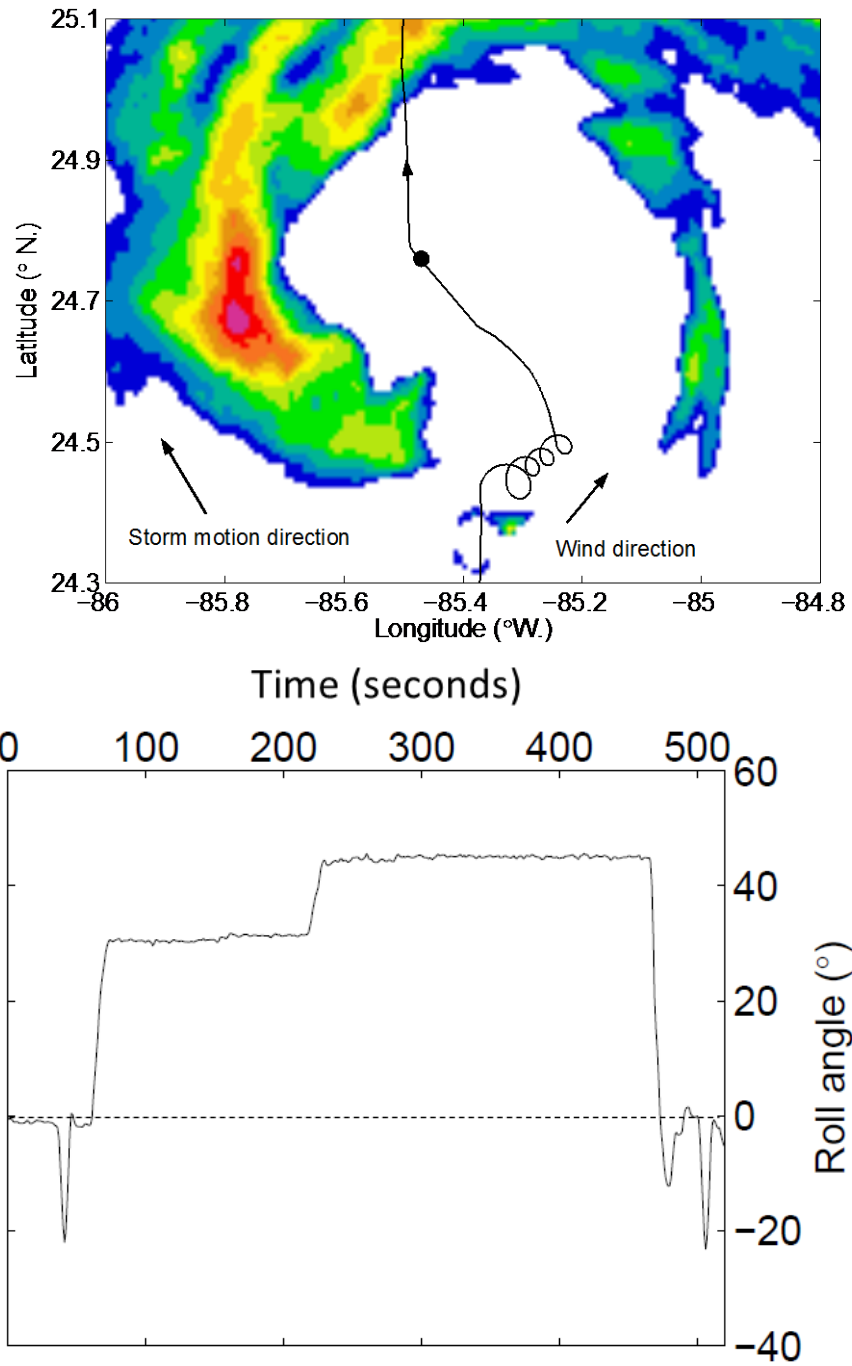 25.1
24.9
24.7
24.5
24.3
Latitude (° N.)
Storm motion direction
Wind direction
−86 −85.8 −85.6 −85.4 −85.2 −85 −84.8
Longitude (°W.)
Time (seconds)
0 100 200 300 400 500
60
40
20
0
−20
−40
Roll angle (°)